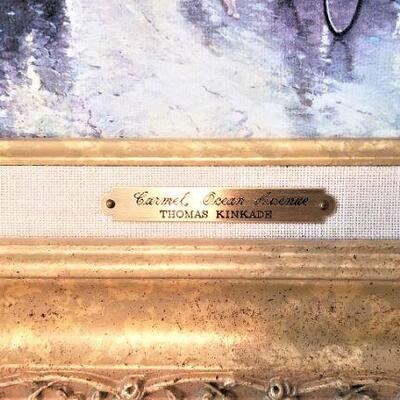 Carmel, Ocean Avenue
THOMAS KINKADE